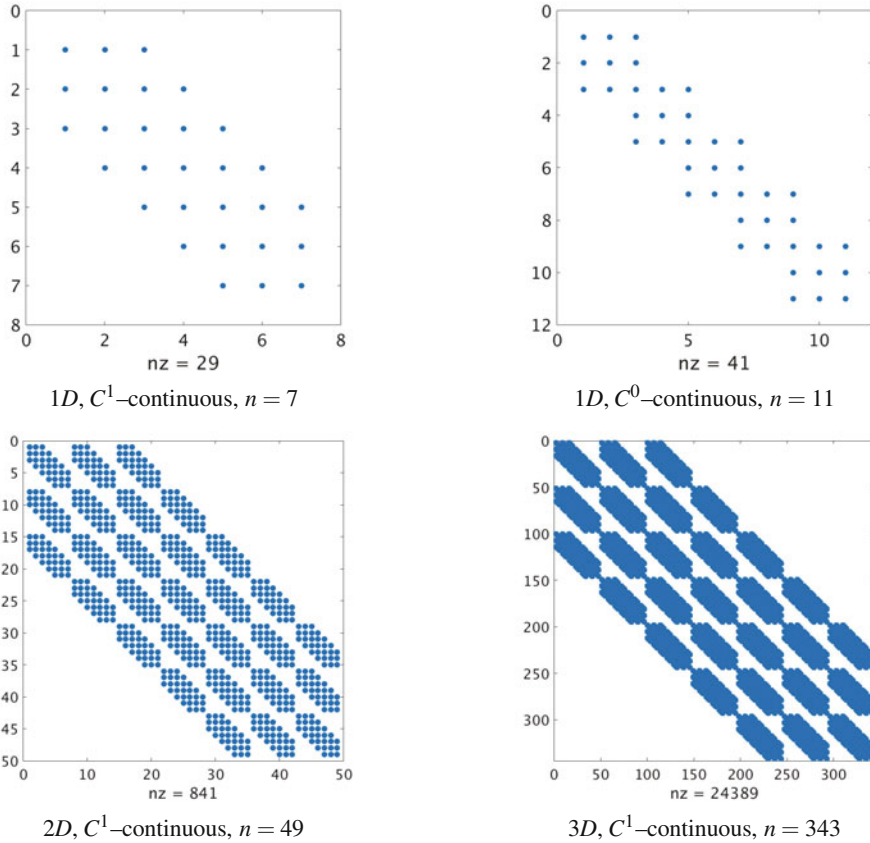 0
1
2
3
4
5
6
7
8
0 2 4 6 8
nz = 29
1D, C¹–continuous, n = 7
0
2
4
6
8
10
12
0 5 10
nz = 41
1D, C⁰–continuous, n = 11
0
5
10
15
20
25
30
35
40
45
50
0 10 20 30 40 50
nz = 841
2D, C¹–continuous, n = 49
0
50
100
150
200
250
300
0 50 100 150 200 250 300
nz = 24389
3D, C¹–continuous, n = 343